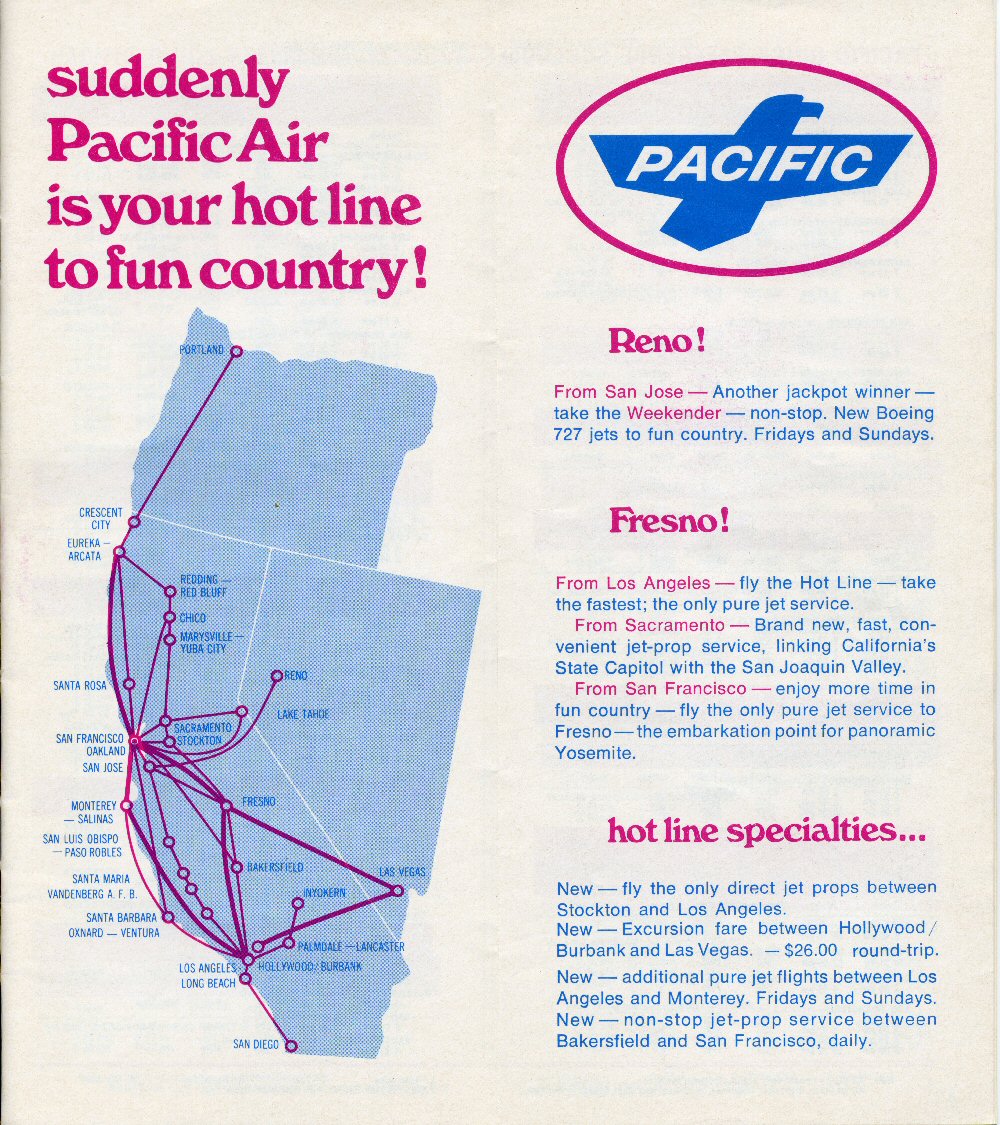 suddenly
Pacific Air
is your hot line
to fun country!
PORTLAND
CRESCENT
CITY
EUREKA —
ARCATA
REDDING —
RED BLUFF
CHICO
MARYSVILLE —
YUBA CITY
SANTA ROSA
RENO
LAKE TAHOE
SACRAMENTO
STOCKTON
SAN FRANCISCO
OAKLAND
SAN JOSE
MONTEREY
— SALINAS
FRESNO
SAN LUIS OBISPO
— PASO ROBLES
BAKERSFIELD
LAS VEGAS
SANTA MARIA
VANDENBERG A. F. B.
INYOKERN
SANTA BARBARA
OXNARD — VENTURA
PALMDALE — LANCASTER
LOS ANGELES
HOLLYWOOD/ BURBANK
LONG BEACH
SAN DIEGO
PACIFIC
Reno!
From San Jose — Another jackpot winner —
take the Weekender — non-stop. New Boeing
727 jets to fun country. Fridays and Sundays.
Fresno!
From Los Angeles — fly the Hot Line — take
the fastest; the only pure jet service.
From Sacramento — Brand new, fast, con-
venient jet-prop service, linking California's
State Capitol with the San Joaquin Valley.
From San Francisco — enjoy more time in
fun country — fly the only pure jet service to
Fresno — the embarkation point for panoramic
Yosemite.
hot line specialties...
New — fly the only direct jet props between
Stockton and Los Angeles.
New — Excursion fare between Hollywood/
Burbank and Las Vegas. — $26.00 round-trip.
New — additional pure jet flights between Los
Angeles and Monterey. Fridays and Sundays.
New — non-stop jet-prop service between
Bakersfield and San Francisco, daily.